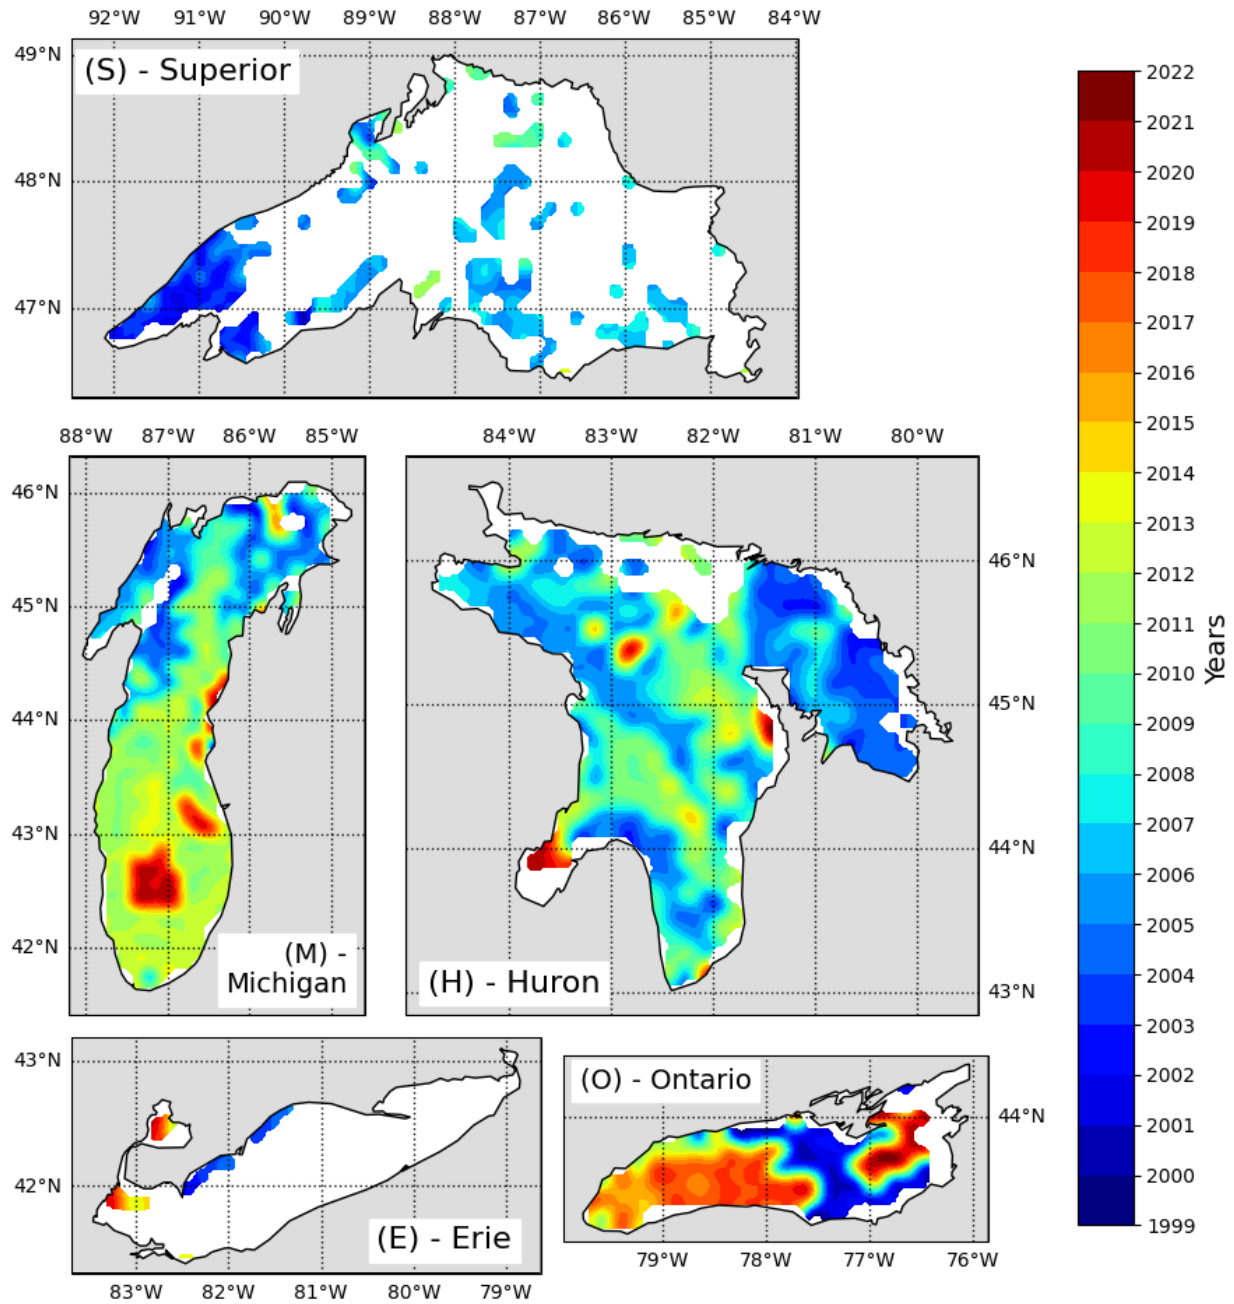 92°W 91°W 90°W 89°W 88°W 87°W 86°W 85°W 84°W
49°N
(S) - Superior
48°N
47°N
88°W 87°W 86°W 85°W
46°N
45°N
44°N
43°N
42°N
(M) -
Michigan
84°W 83°W 82°W 81°W 80°W
46°N
45°N
44°N
43°N
(H) - Huron
43°N
42°N
(E) - Erie
83°W 82°W 81°W 80°W 79°W
(O) - Ontario
44°N
79°W 78°W 77°W 76°W
2022
2021
2020
2019
2018
2017
2016
2015
2014
2013
2012
2011
2010
2009
2008
2007
2006
2005
2004
2003
2002
2001
2000
1999
Years